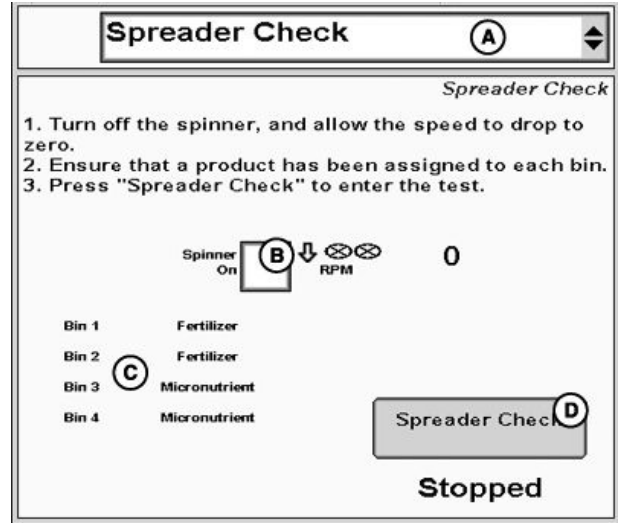 Spreader Check
A
Spreader Check
1. Turn off the spinner, and allow the speed to drop to
zero.
2. Ensure that a product has been assigned to each bin.
3. Press "Spreader Check" to enter the test.
Spinner
On
B
RPM
0
Bin 1 Fertilizer
Bin 2 Fertilizer
C
Bin 3 Micronutrient
Bin 4 Micronutrient
Spreader Chec
D
Stopped